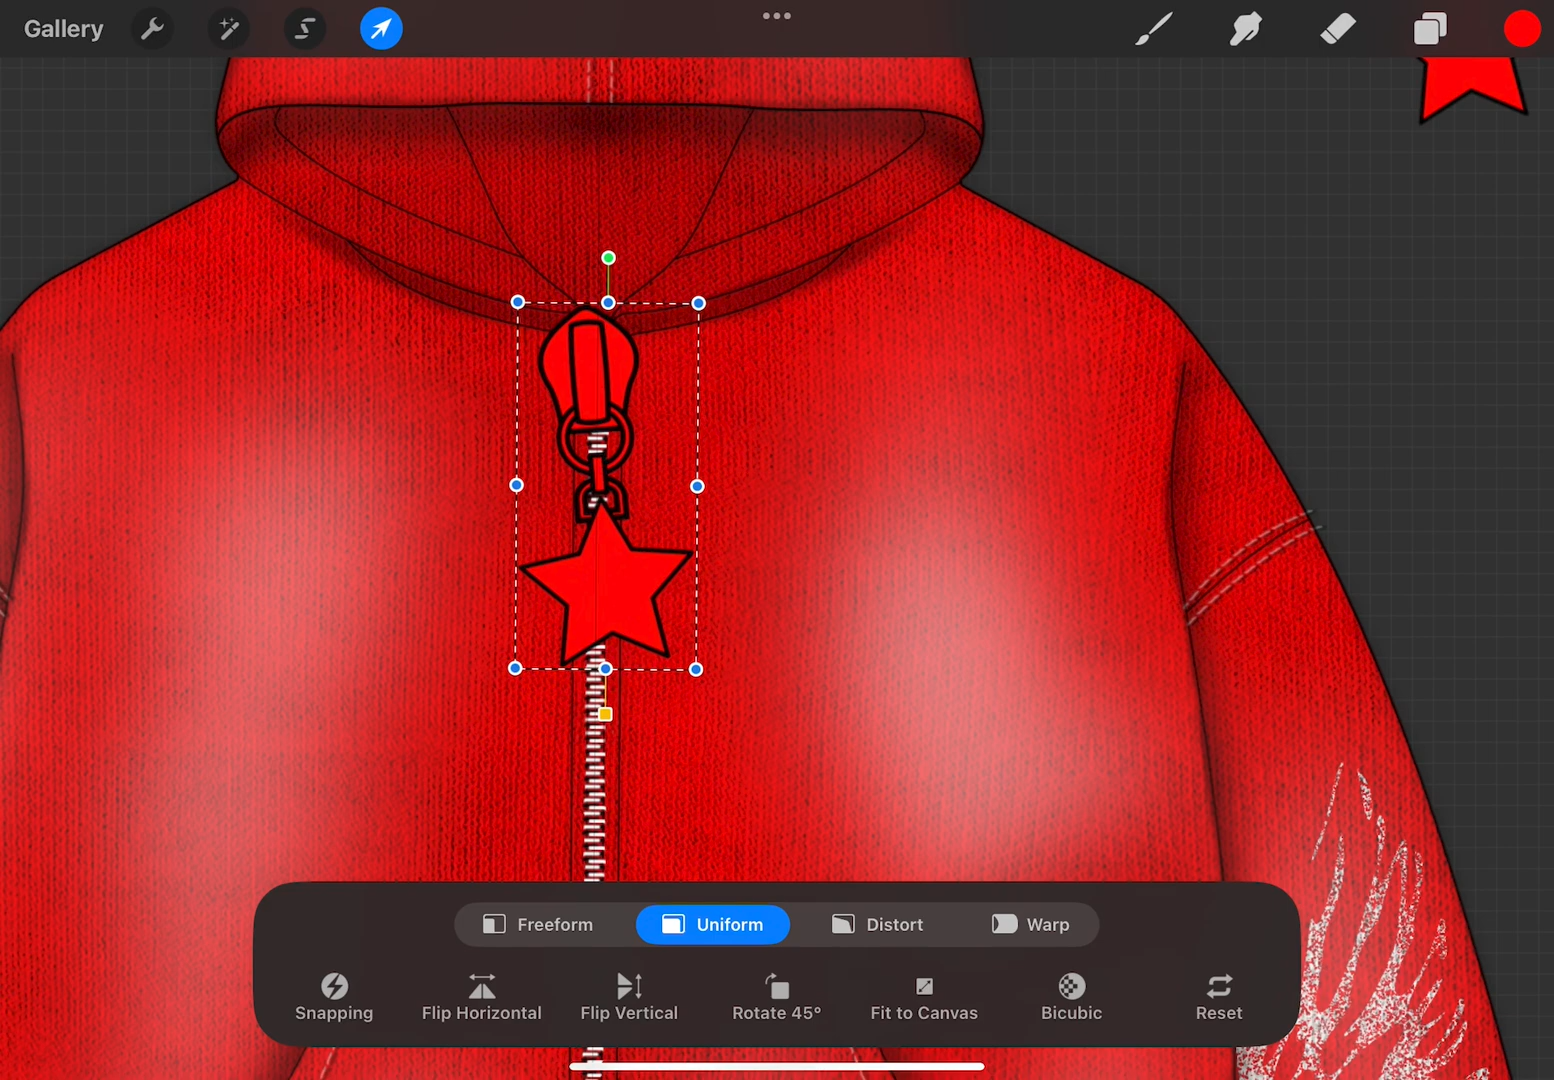 Gallery
Freeform
Uniform
Distort
Warp
Snapping
Flip Horizontal
Flip Vertical
Rotate 45°
Fit to Canvas
Bicubic
Reset